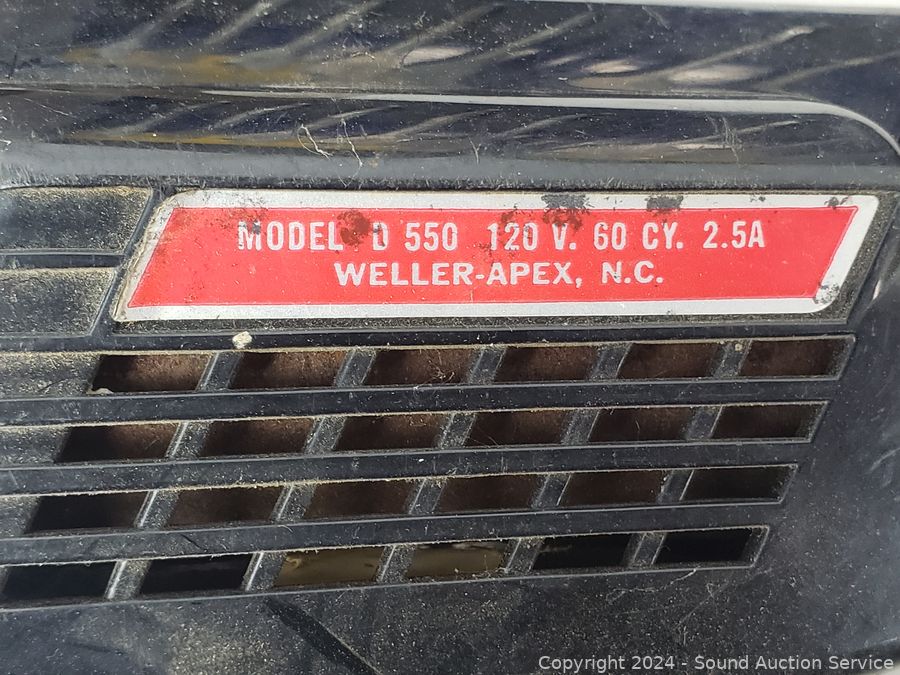 MODEL D 550 120 V. 60 CY. 2.5A
WELLER-APEX, N.C.
Copyright © 2024 - Sound Auction Service